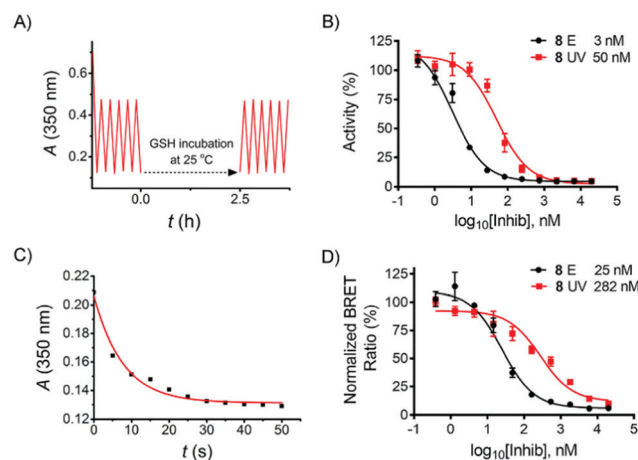 A)
A (350 nm)
0.6
0.4
0.2
GSH incubation
at 25 °C
0.0
2.5
t (h)
B)
Activity (%)
125
100
75
50
25
0
8 E 3 nM
8 UV 50 nM
-1
0
1
2
3
4
5
log10[Inhib], nM
C)
A (350 nm)
0.22
0.20
0.18
0.16
0.14
0.12
0
10
20
30
40
50
t (s)
D)
Normalized BRET
Ratio (%)
125
100
75
50
25
0
8 E 25 nM
8 UV 282 nM
-1
0
1
2
3
4
5
log10[Inhib], nM